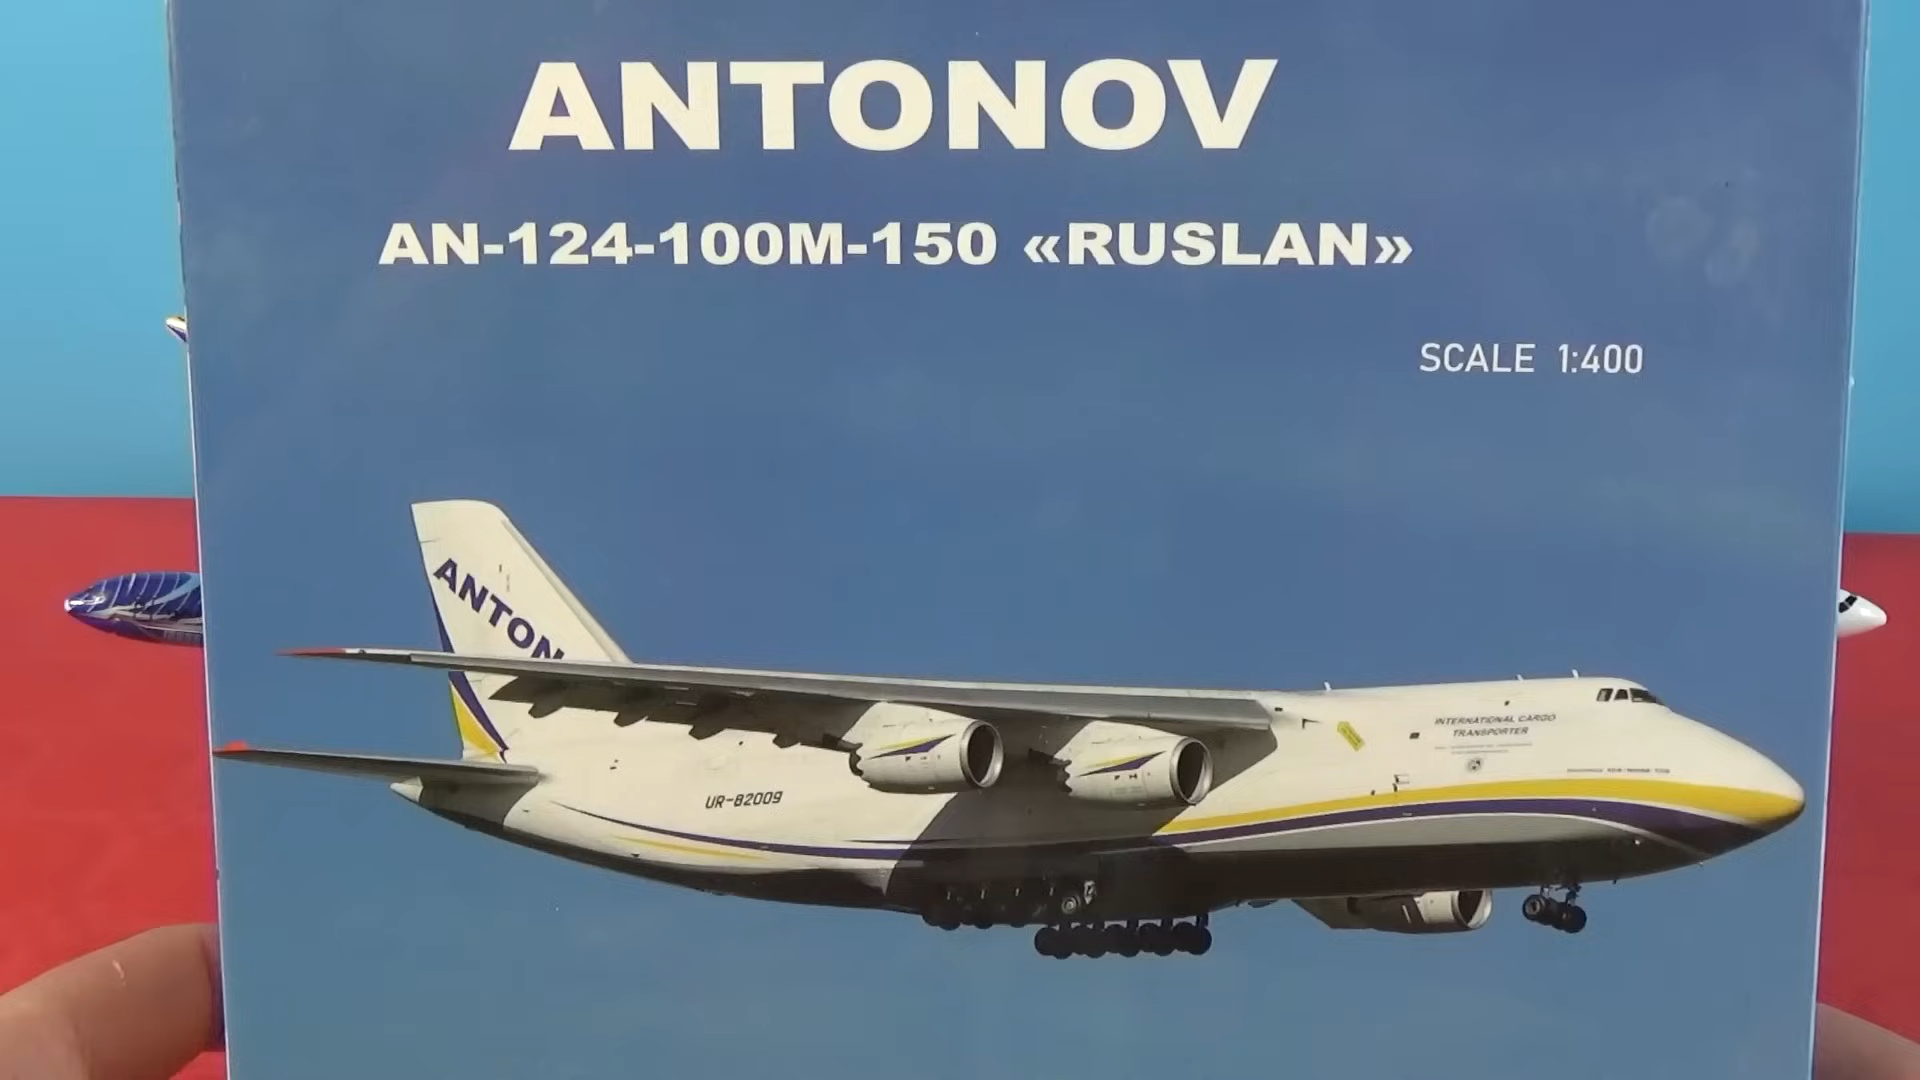 ANTONOV
AN-124-100M-150 «RUSLAN»
SCALE 1:400
ANTON
INTERNATIONAL CARGO
TRANSPORTER
UR-82009